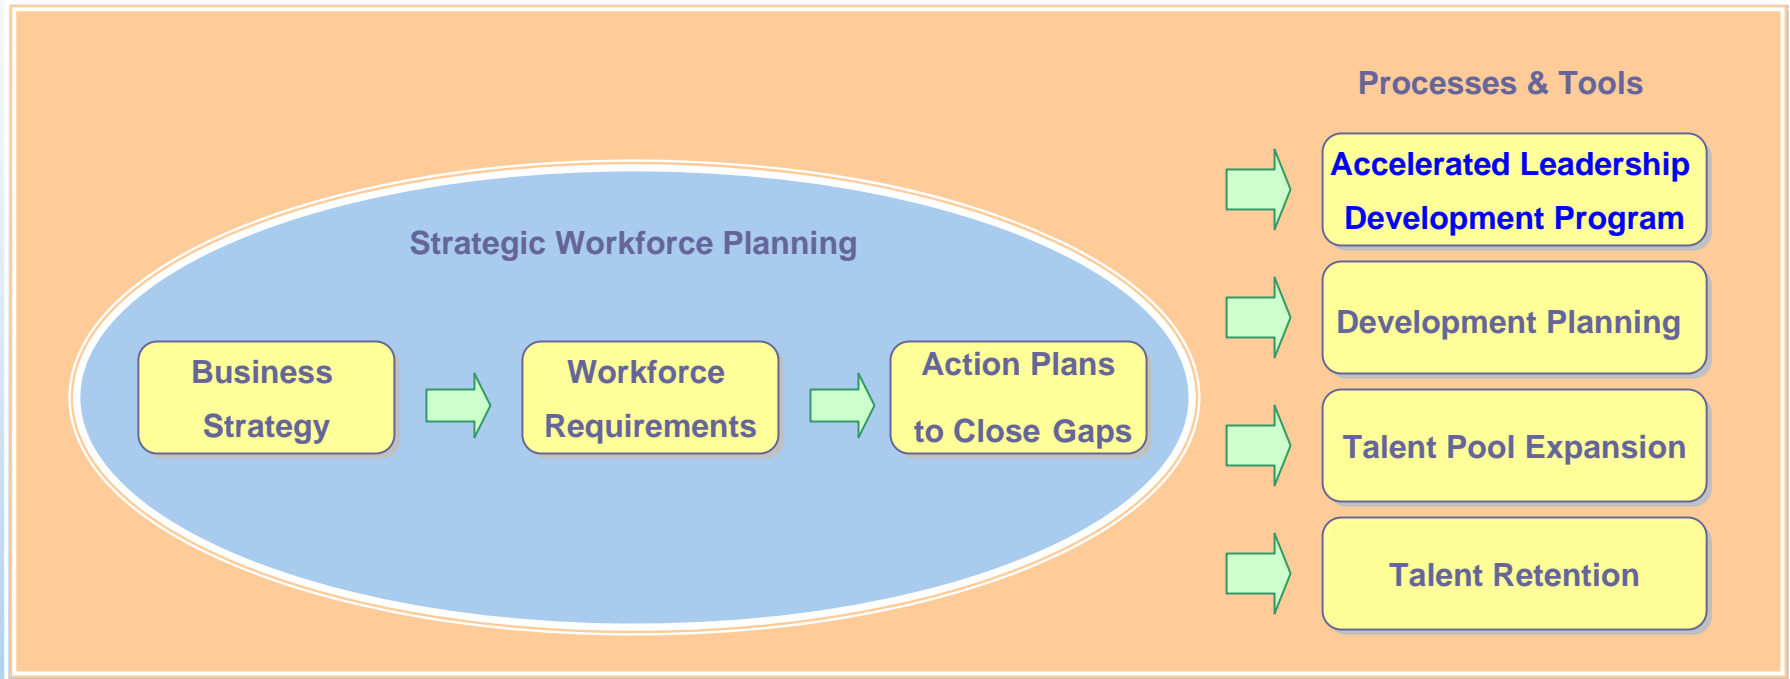 Processes & Tools
Accelerated Leadership
Development Program
Strategic Workforce Planning
Development Planning
Business
Strategy
Workforce
Requirements
Action Plans
to Close Gaps
Talent Pool Expansion
Talent Retention